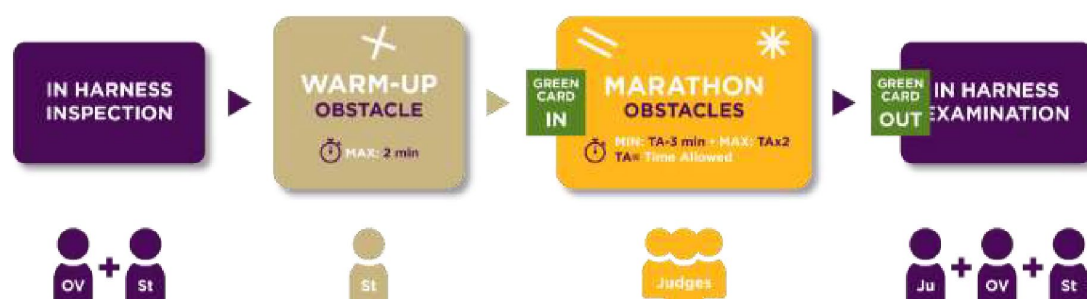 IN HARNESS
INSPECTION
WARM-UP
OBSTACLE
MAX: 2 min
GREEN
CARD
IN
MARATHON
OBSTACLES
MIN: TA-3 min • MAX: TAx2
TA= Time Allowed
GREEN
CARD
OUT
IN HARNESS
EXAMINATION
OV + St
St
Judges
Ju + OV + St